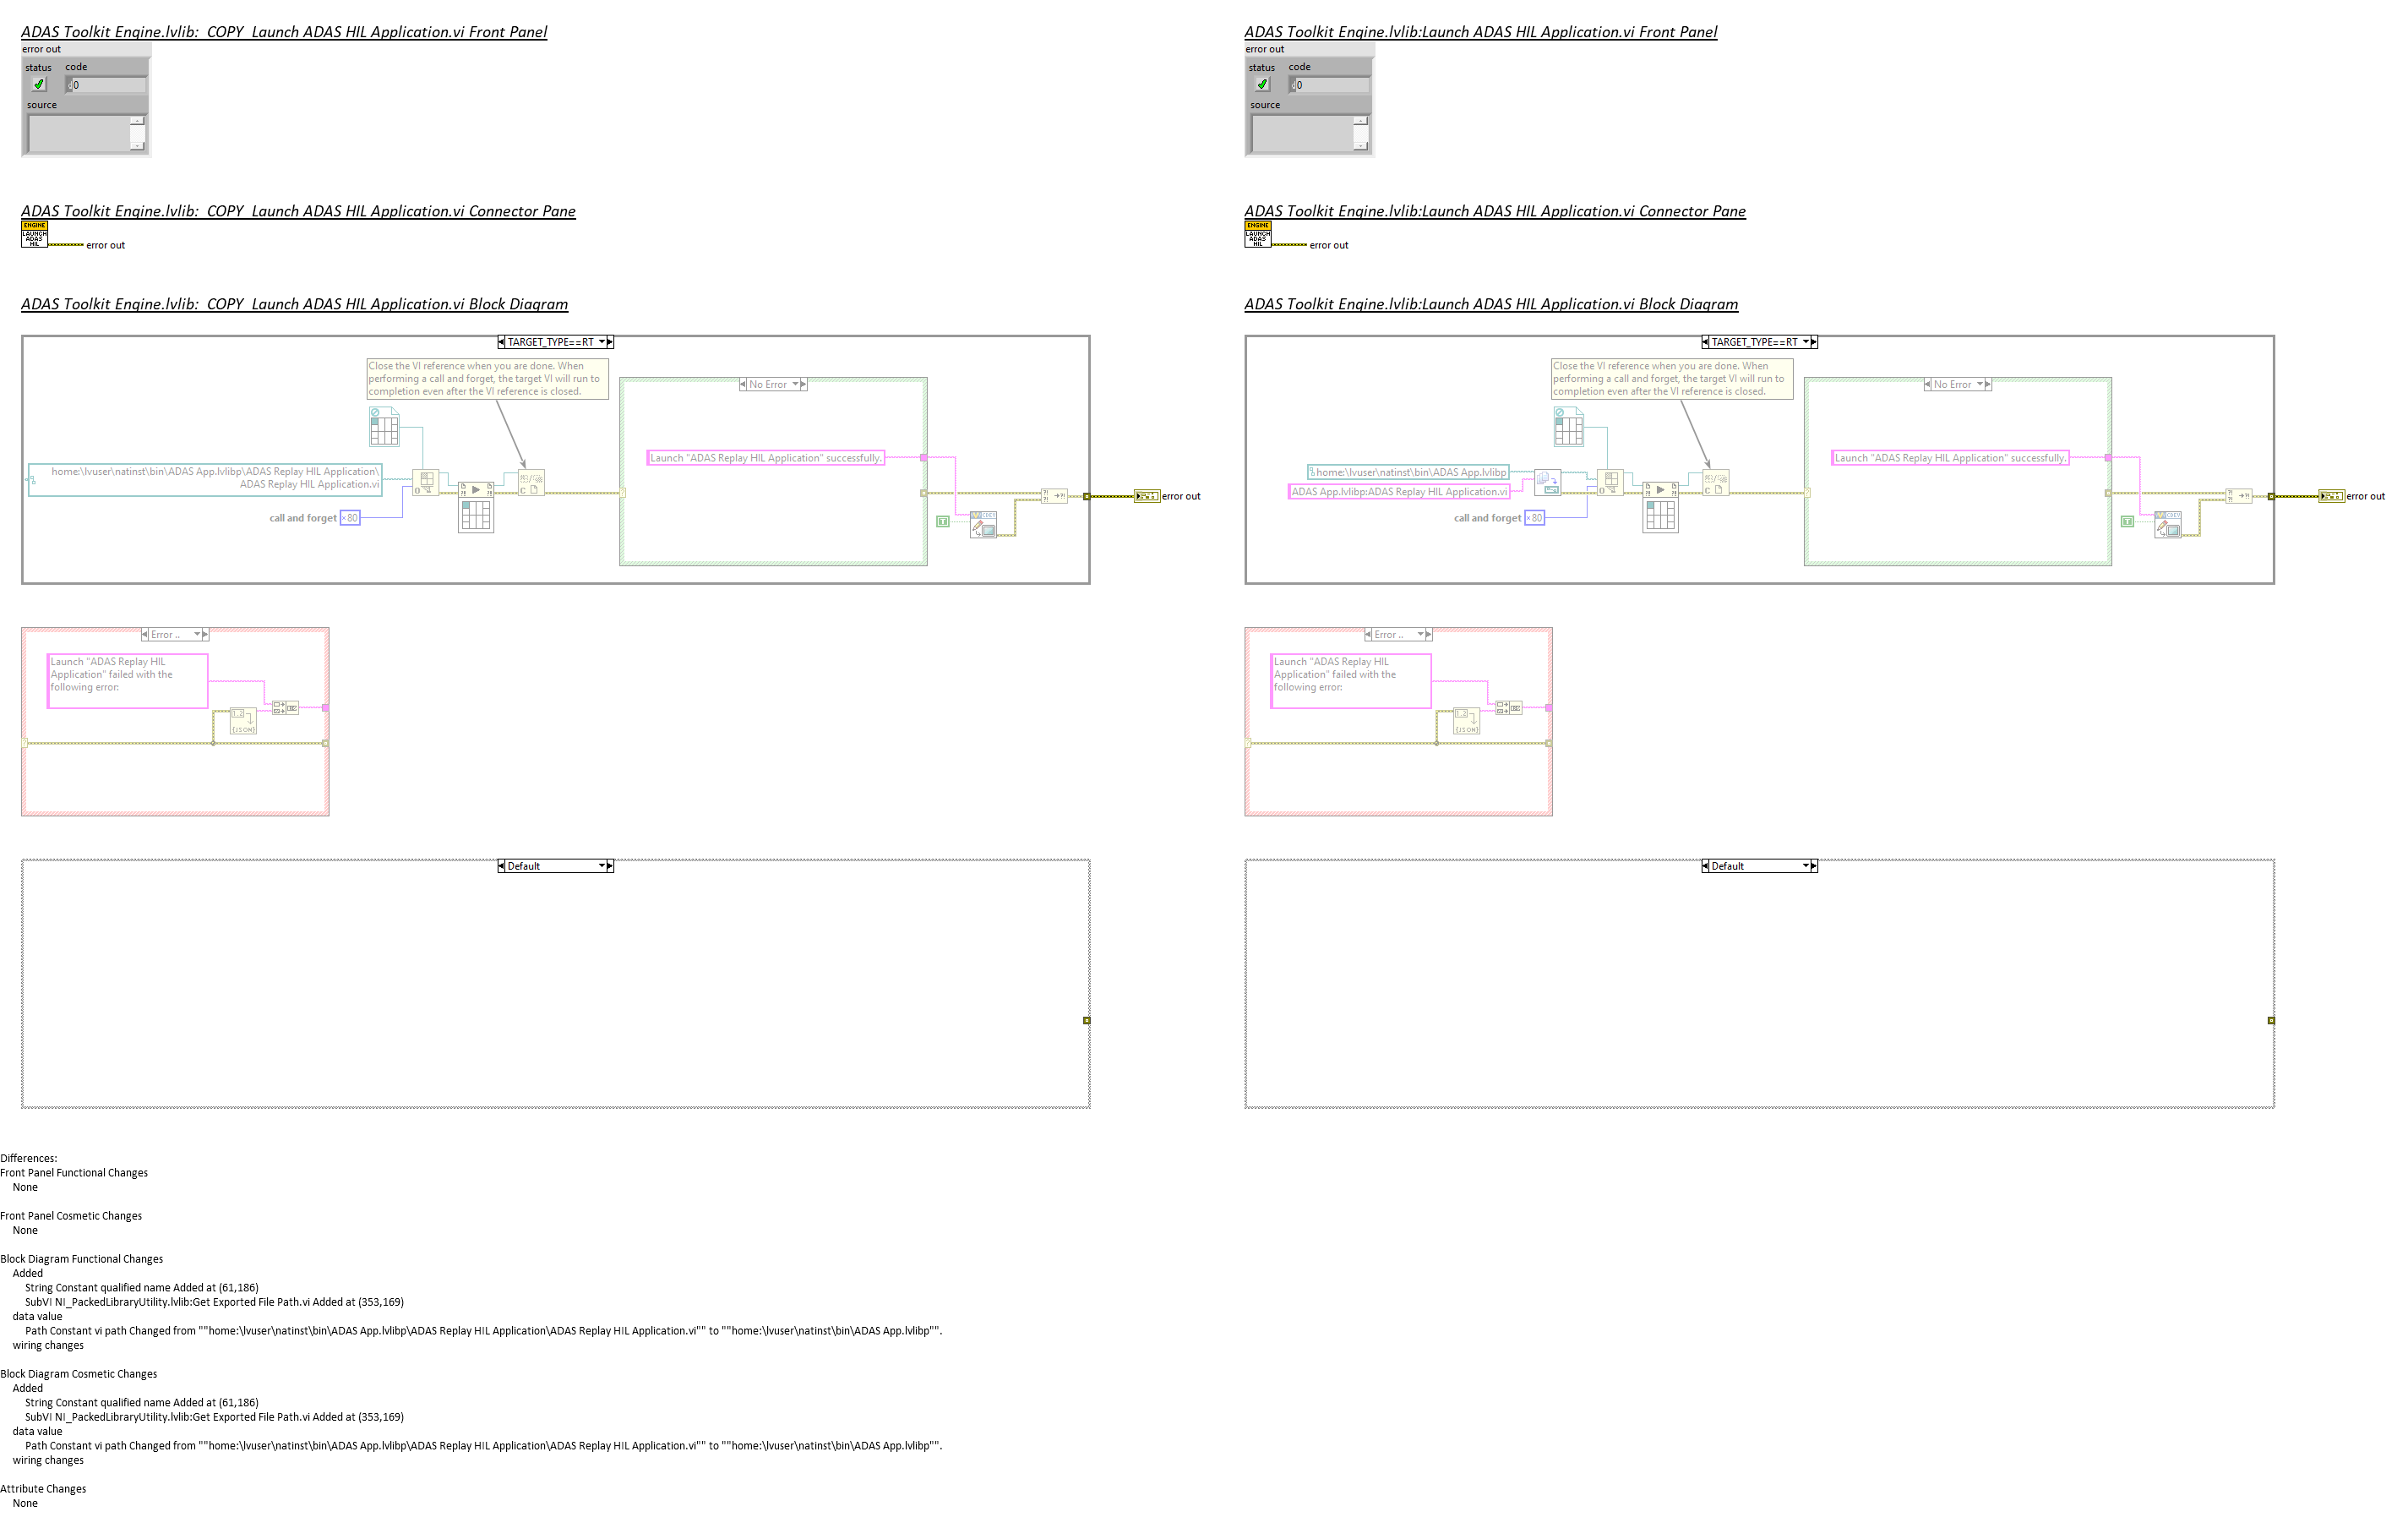 ADAS Toolkit Engine.lvlib:  COPY  Launch ADAS HIL Application.vi Front Panel
error out
status
code
0
source
ADAS Toolkit Engine.lvlib:  COPY  Launch ADAS HIL Application.vi Connector Pane
ENGINE
LAUNCH
ADAS
HIL
error out
ADAS Toolkit Engine.lvlib:  COPY  Launch ADAS HIL Application.vi Block Diagram
TARGET_TYPE==RT
Close the VI reference when you are done. When
performing a call and forget, the target VI will run to
completion even after the VI reference is closed.
No Error
Launch "ADAS Replay HIL Application" successfully.
home:\lvuser\natinst\bin\ADAS App.lvlibp\ADAS Replay HIL Application\
ADAS Replay HIL Application.vi
call and forget
x80
T
CDEV
error out
Error ..
Launch "ADAS Replay HIL
Application" failed with the
following error:
{JSON}
Default
ADAS Toolkit Engine.lvlib:Launch ADAS HIL Application.vi Front Panel
error out
status
code
0
source
ADAS Toolkit Engine.lvlib:Launch ADAS HIL Application.vi Connector Pane
ENGINE
LAUNCH
ADAS
HIL
error out
ADAS Toolkit Engine.lvlib:Launch ADAS HIL Application.vi Block Diagram
TARGET_TYPE==RT
Close the VI reference when you are done. When
performing a call and forget, the target VI will run to
completion even after the VI reference is closed.
No Error
Launch "ADAS Replay HIL Application" successfully.
home:\lvuser\natinst\bin\ADAS App.lvlibp
ADAS App.lvlibp:ADAS Replay HIL Application.vi
call and forget
x80
T
CDEV
error out
Error ..
Launch "ADAS Replay HIL
Application" failed with the
following error:
{JSON}
Default
Differences:
Front Panel Functional Changes
None
Front Panel Cosmetic Changes
None
Block Diagram Functional Changes
Added
String Constant qualified name Added at (61,186)
SubVI NI_PackedLibraryUtility.lvlib:Get Exported File Path.vi Added at (353,169)
data value
Path Constant vi path Changed from ""home:\lvuser\natinst\bin\ADAS App.lvlibp\ADAS Replay HIL Application\ADAS Replay HIL Application.vi"" to ""home:\lvuser\natinst\bin\ADAS App.lvlibp"".
wiring changes
Block Diagram Cosmetic Changes
Added
String Constant qualified name Added at (61,186)
SubVI NI_PackedLibraryUtility.lvlib:Get Exported File Path.vi Added at (353,169)
data value
Path Constant vi path Changed from ""home:\lvuser\natinst\bin\ADAS App.lvlibp\ADAS Replay HIL Application\ADAS Replay HIL Application.vi"" to ""home:\lvuser\natinst\bin\ADAS App.lvlibp"".
wiring changes
Attribute Changes
None